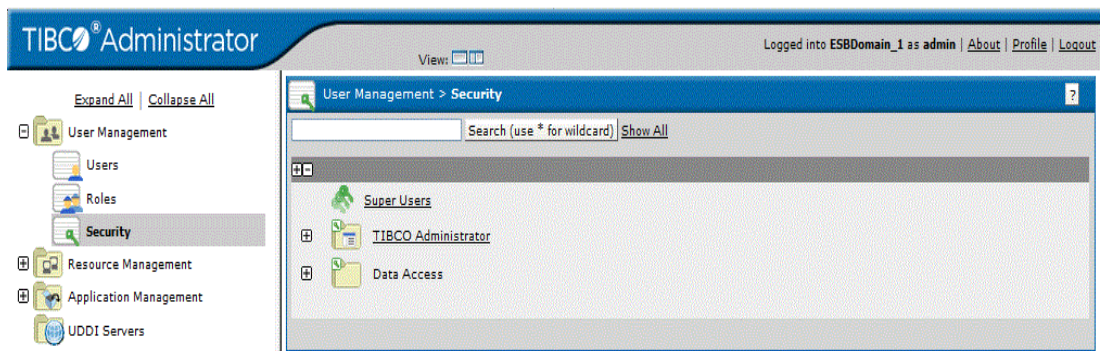 TIBCO®Administrator
View:
Logged into ESBDomain_1 as admin | About | Profile | Logout
Expand All | Collapse All
User Management
Users
Roles
Security
Resource Management
Application Management
UDDI Servers
User Management > Security
?
Search (use * for wildcard) Show All
Super Users
TIBCO Administrator
Data Access